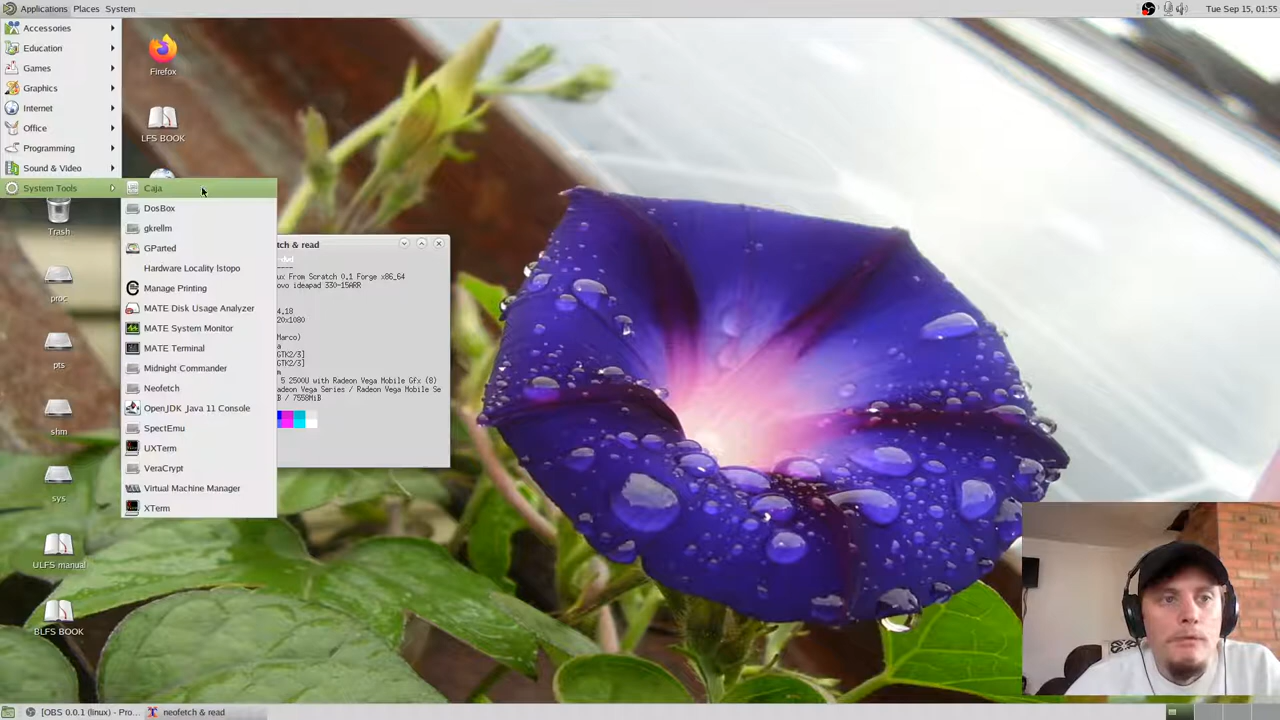 Applications Places System
Tue Sep 15, 01:55
Accessories
Education
Games
Graphics
Internet
Office
Programming
Sound & Video
System Tools
Caja
DosBox
gkrellm
GParted
Hardware Locality lstopo
Manage Printing
MATE Disk Usage Analyzer
MATE System Monitor
MATE Terminal
Midnight Commander
Neofetch
OpenJDK Java 11 Console
SpectEmu
UXTerm
VeraCrypt
Virtual Machine Manager
XTerm
Firefox
LFS BOOK
Trash
proc
pts
shm
sys
ULFS manual
BLFS BOOK
tch & read
ux From Scratch 0.1 Forge x86_64
ovo ideapad 330-15ARR
4.18
20x1080
Marco)
a
[GTK2/3]
[GTK2/3]
m
5 2500U with Radeon Vega Mobile Gfx (8)
adeon Vega Series / Radeon Vega Mobile Se
B / 7558MiB
[OBS 0.0.1 (linux) - Pro...
neofetch & read